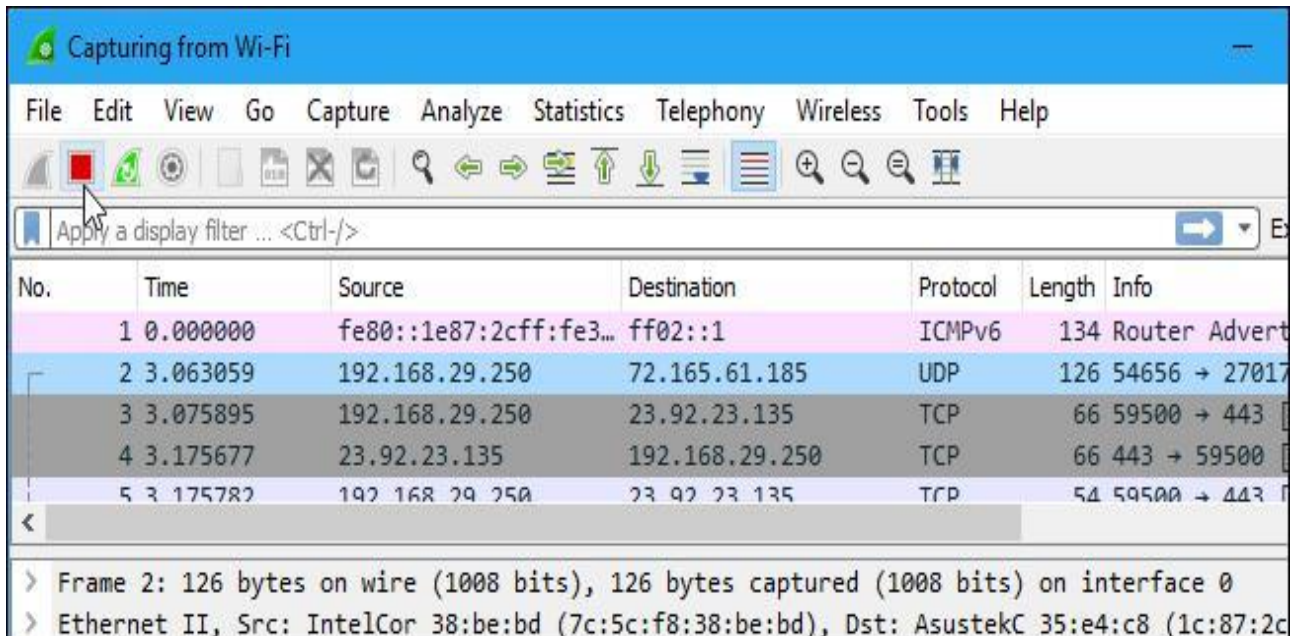 Capturing from Wi-Fi
File Edit View Go Capture Analyze Statistics Telephony Wireless Tools Help
Apply a display filter ... <Ctrl-/>
No. Time Source Destination Protocol Length Info
1 0.000000 fe80::1e87:2cff:fe3… ff02::1 ICMPv6 134 Router Advert
2 3.063059 192.168.29.250 72.165.61.185 UDP 126 54656 → 27017
3 3.075895 192.168.29.250 23.92.23.135 TCP 66 59500 → 443 [
4 3.175677 23.92.23.135 192.168.29.250 TCP 66 443 → 59500 [
5 3.175782 192.168.29.250 23.92.23.135 TCP 54 59500 → 443 [
> Frame 2: 126 bytes on wire (1008 bits), 126 bytes captured (1008 bits) on interface 0
> Ethernet II, Src: IntelCor_38:be:bd (7c:5c:f8:38:be:bd), Dst: AsustekC_35:e4:c8 (1c:87:2c